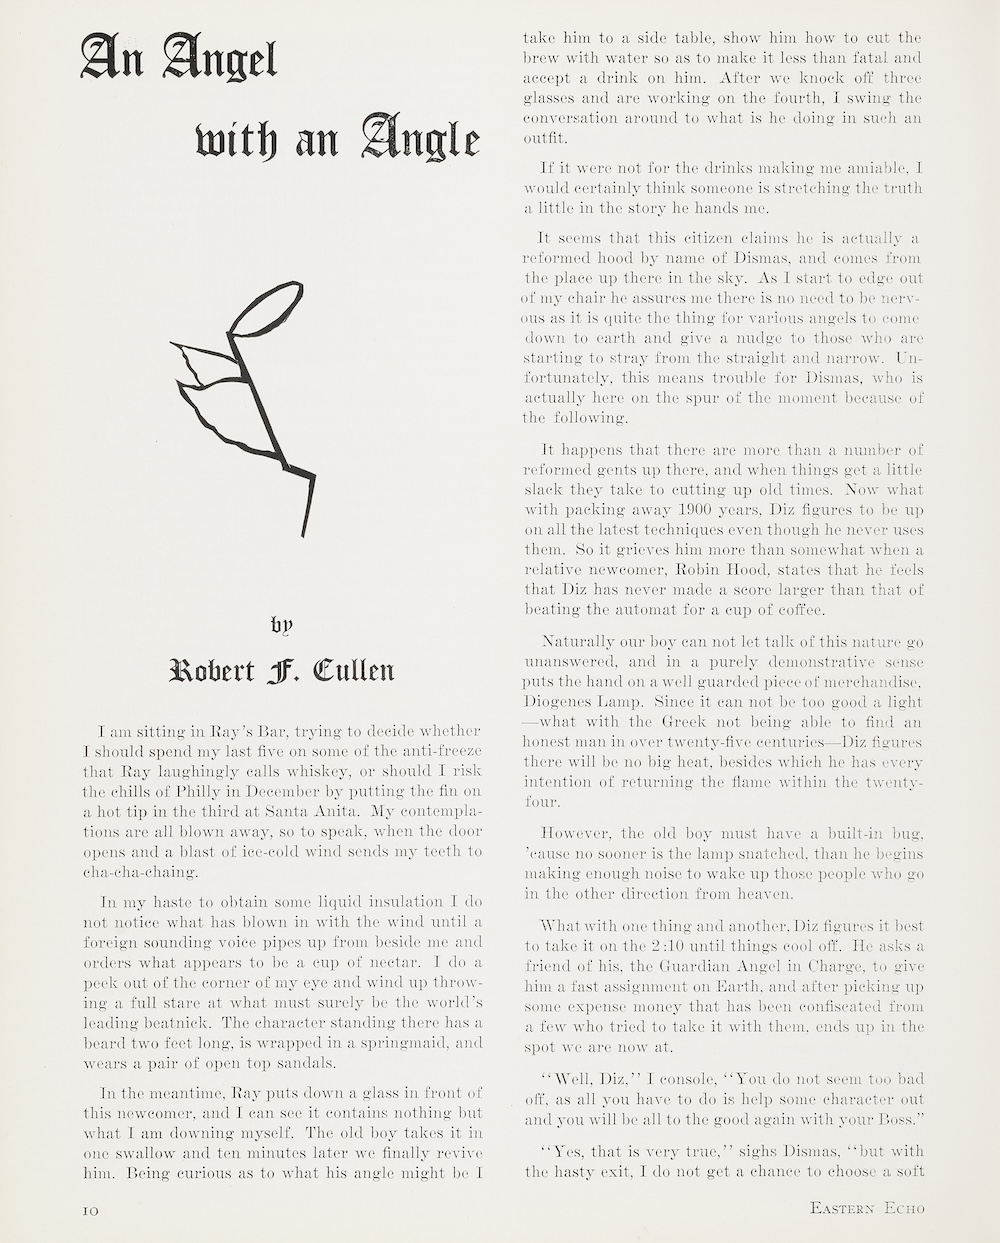 An Angel
with an Angle
by
Robert F. Cullen
I am sitting in Ray's Bar, trying to decide whether
I should spend my last five on some of the anti-freeze
that Ray laughingly calls whiskey, or should I risk
the chills of Philly in December by putting the fin on
a hot tip in the third at Santa Anita. My contempla-
tions are all blown away, so to speak, when the door
opens and a blast of ice-cold wind sends my teeth to
cha-cha-chaing.
In my haste to obtain some liquid insulation I do
not notice what has blown in with the wind until a
foreign sounding voice pipes up from beside me and
orders what appears to be a cup of nectar. I do a
peek out of the corner of my eye and wind up throw-
ing a full stare at what must surely be the world's
leading beatnick. The character standing there has a
beard two feet long, is wrapped in a springmaid, and
wears a pair of open top sandals.
In the meantime, Ray puts down a glass in front of
this newcomer, and I can see it contains nothing but
what I am downing myself. The old boy takes it in
one swallow and ten minutes later we finally revive
him. Being curious as to what his angle might be I
take him to a side table, show him how to cut the
brew with water so as to make it less than fatal and
accept a drink on him. After we knock off three
glasses and are working on the fourth, I swing the
conversation around to what is he doing in such an
outfit.
If it were not for the drinks making me amiable, I
would certainly think someone is stretching the truth
a little in the story he hands me.
It seems that this citizen claims he is actually a
reformed hood by name of Dismas, and comes from
the place up there in the sky. As I start to edge out
of my chair he assures me there is no need to be nerv-
ous as it is quite the thing for various angels to come
down to earth and give a nudge to those who are
starting to stray from the straight and narrow. Un-
fortunately, this means trouble for Dismas, who is
actually here on the spur of the moment because of
the following.
It happens that there are more than a number of
reformed gents up there, and when things get a little
slack they take to cutting up old times. Now what
with packing away 1900 years, Diz figures to be up
on all the latest techniques even though he never uses
them. So it grieves him more than somewhat when a
relative newcomer, Robin Hood, states that he feels
that Diz has never made a score larger than that of
beating the automat for a cup of coffee.
Naturally our boy can not let talk of this nature go
unanswered, and in a purely demonstrative sense
puts the hand on a well guarded piece of merchandise,
Diogenes Lamp. Since it can not be too good a light
—what with the Greek not being able to find an
honest man in over twenty-five centuries—Diz figures
there will be no big heat, besides which he has every
intention of returning the flame within the twenty-
four.
However, the old boy must have a built-in bug,
'cause no sooner is the lamp snatched, than he begins
making enough noise to wake up those people who go
in the other direction from heaven.
What with one thing and another, Diz figures it best
to take it on the 2:10 until things cool off. He asks a
friend of his, the Guardian Angel in Charge, to give
him a fast assignment on Earth, and after picking up
some expense money that has been confiscated from
a few who tried to take it with them, ends up in the
spot we are now at.
"Well, Diz," I console, "You do not seem too bad
off, as all you have to do is help some character out
and you will be all to the good again with your Boss."
"Yes, that is very true," sighs Dismas, "but with
the hasty exit, I do not get a chance to choose a soft
10
Eastern Echo